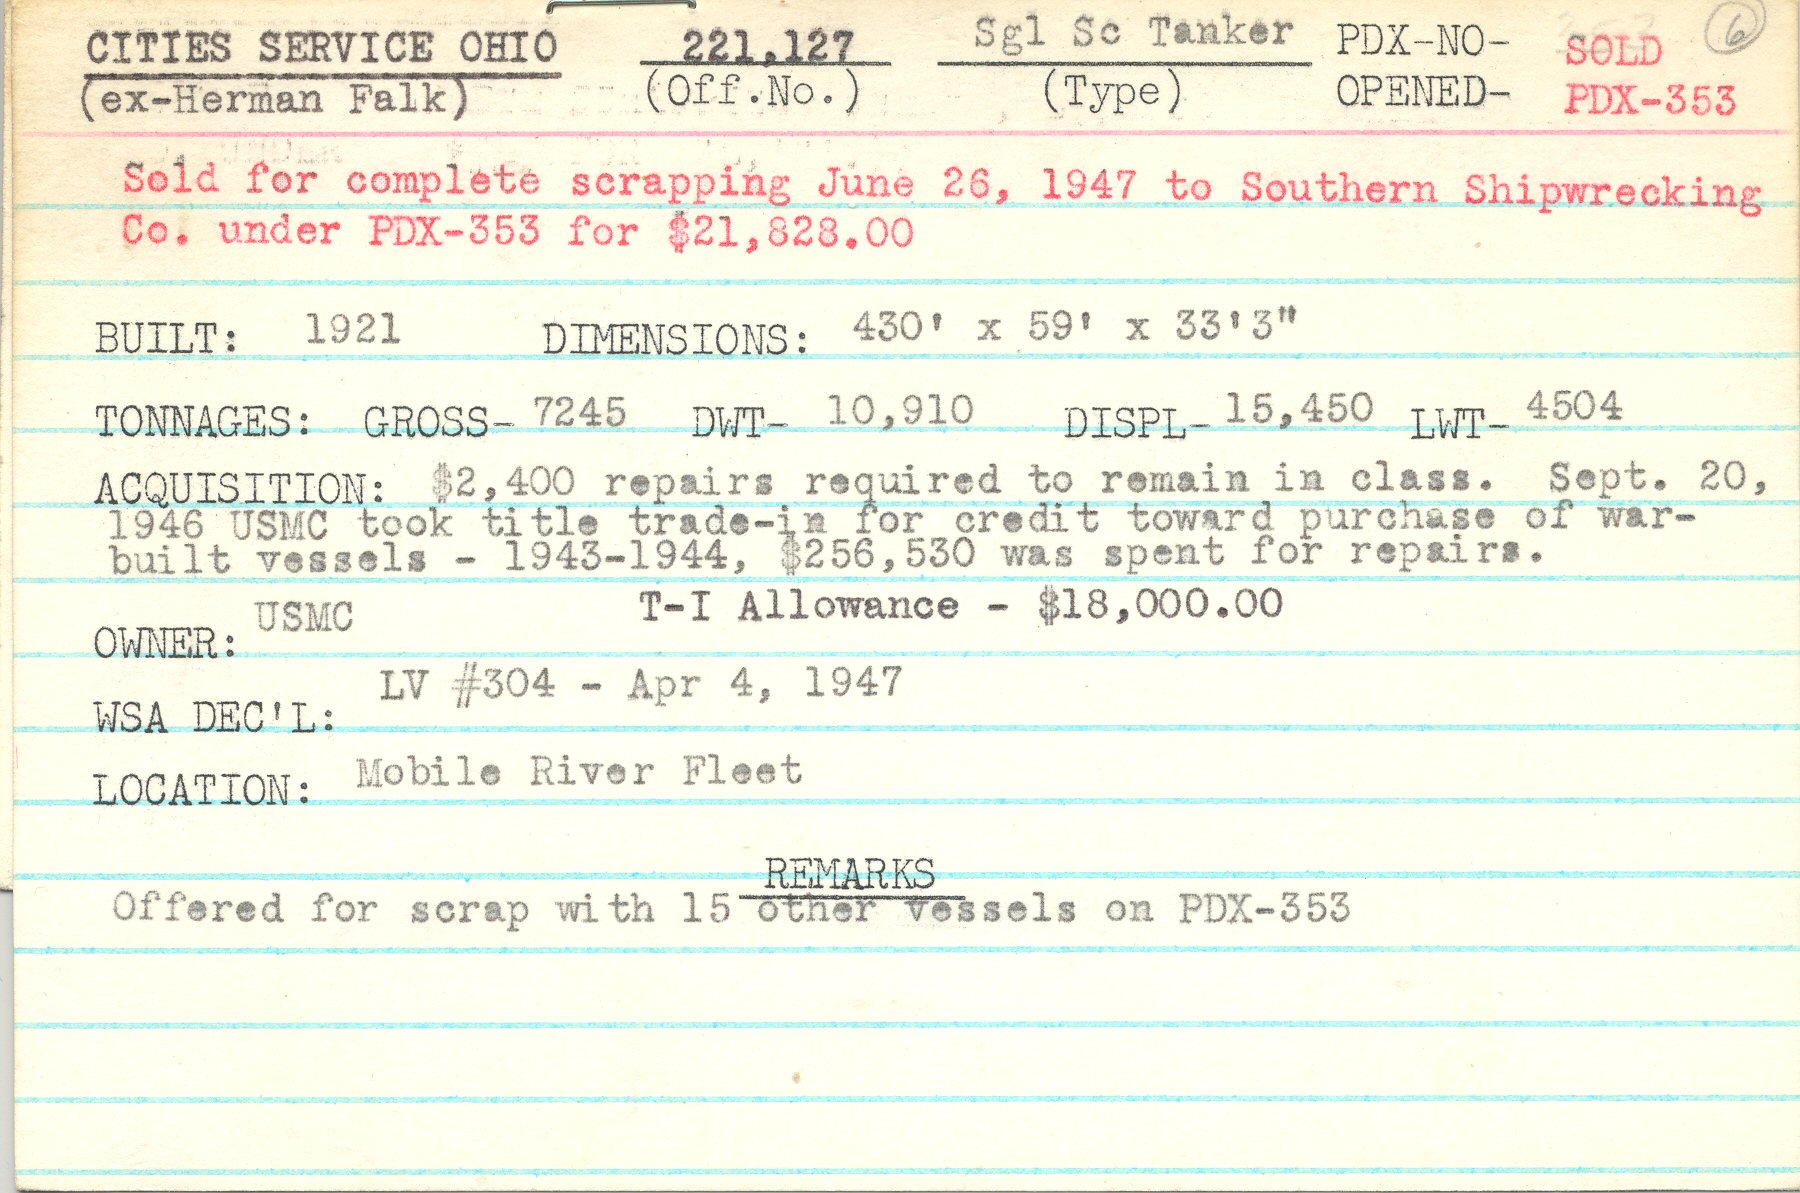 CITIES SERVICE OHIO 221,127 Sgl Sc Tanker PDX-NO- SOLD 6
(ex-Herman Falk) (Off.No.) (Type) OPENED- PDX-353
Sold for complete scrapping June 26, 1947 to Southern Shipwrecking
Co. under PDX-353 for $21,828.00
BUILT: 1921 DIMENSIONS: 430' x 59' x 33'3"
TONNAGES: GROSS- 7245 DWT- 10,910 DISPL- 15,450 LWT- 4504
ACQUISITION: $2,400 repairs required to remain in class. Sept. 20,
1946 USMC took title trade-in for credit toward purchase of war-
built vessels - 1943-1944, $256,530 was spent for repairs.
OWNER: USMC T-I Allowance - $18,000.00
WSA DEC'L: LV #304 - Apr 4, 1947
LOCATION: Mobile River Fleet
REMARKS
Offered for scrap with 15 other vessels on PDX-353